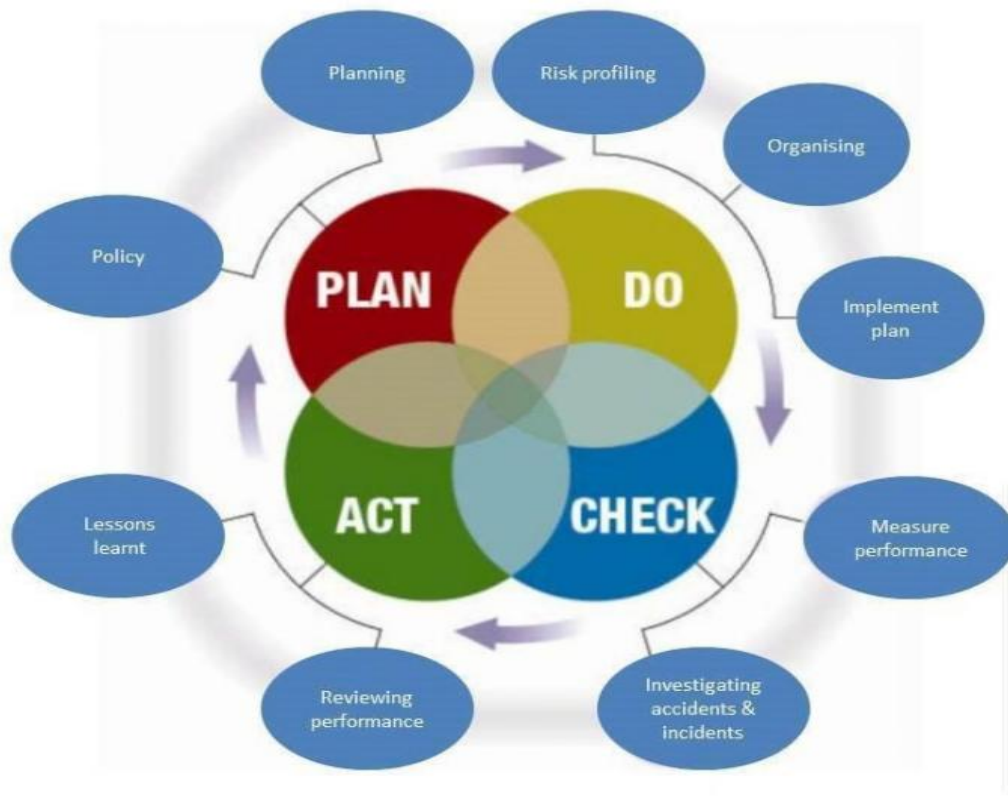 Planning
Risk profiling
Organising
Policy
PLAN
DO
Implement
plan
Lessons
learnt
ACT
CHECK
Measure
performance
Reviewing
performance
Investigating
accidents &
incidents